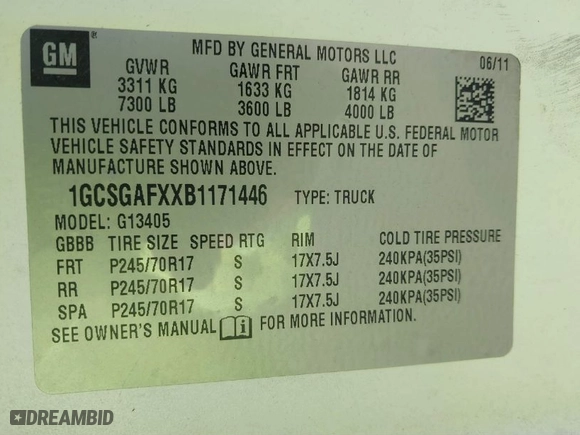 GM
MFD BY GENERAL MOTORS LLC 06/11
GVWR GAWR FRT GAWR RR
3311 KG 1633 KG 1814 KG
7300 LB 3600 LB 4000 LB
THIS VEHICLE CONFORMS TO ALL APPLICABLE U.S. FEDERAL MOTOR
VEHICLE SAFETY STANDARDS IN EFFECT ON THE DATE OF
MANUFACTURE SHOWN ABOVE.
1GCSGAFXXB1171446 TYPE: TRUCK
MODEL: G13405
GBBB TIRE SIZE SPEED RTG RIM COLD TIRE PRESSURE
FRT P245/70R17 S 17X7.5J 240KPA(35PSI)
RR P245/70R17 S 17X7.5J 240KPA(35PSI)
SPA P245/70R17 S 17X7.5J 240KPA(35PSI)
SEE OWNER'S MANUAL i FOR MORE INFORMATION.
DREAMBID